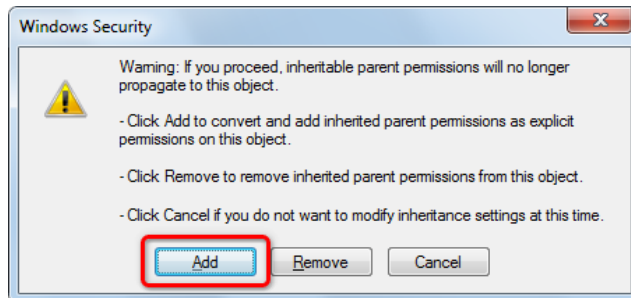 Windows Security
Warning: If you proceed, inheritable parent permissions will no longer
propagate to this object.
- Click Add to convert and add inherited parent permissions as explicit
permissions on this object.
- Click Remove to remove inherited parent permissions from this object.
- Click Cancel if you do not want to modify inheritance settings at this time.
Add Remove Cancel